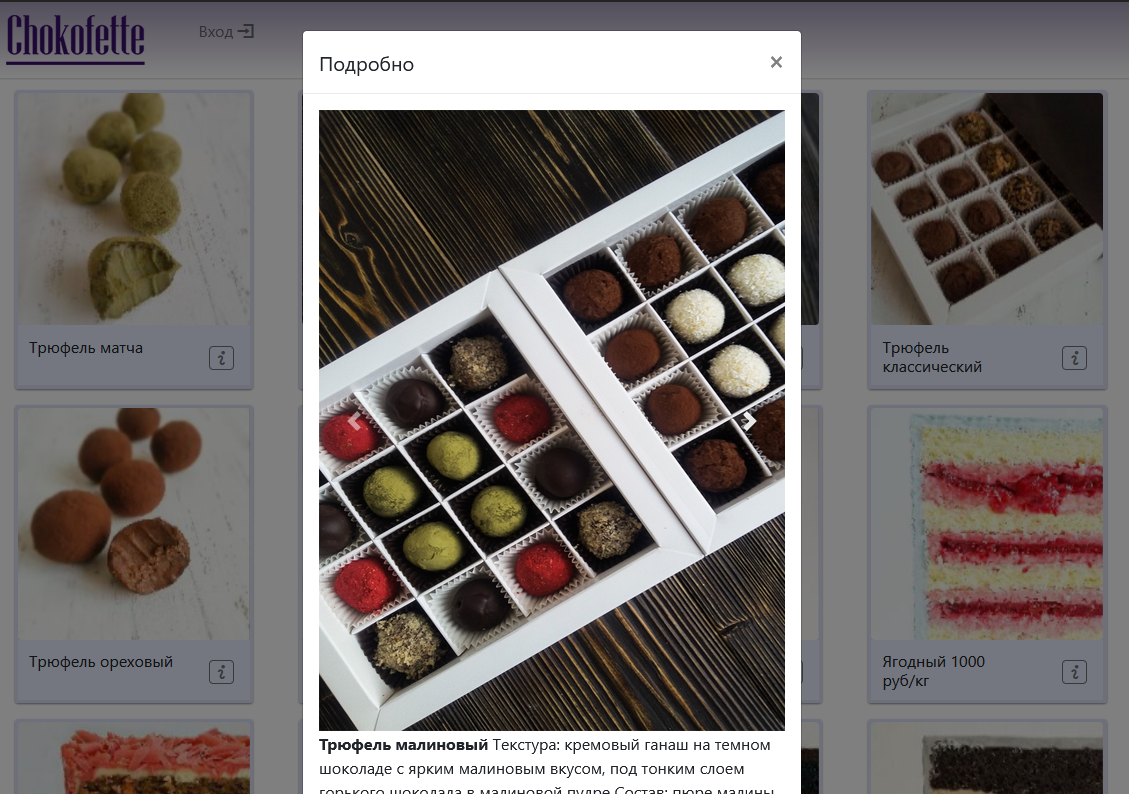 Chokofette
Вход
Подробно
×
Трюфель матча
Трюфель
классический
Трюфель ореховый
Ягодный 1000
руб/кг
Трюфель малиновый Текстура: кремовый ганаш на темном
шоколаде с ярким малиновым вкусом, под тонким слоем
горького шоколада в малиновой пудре Состав: пюре малины